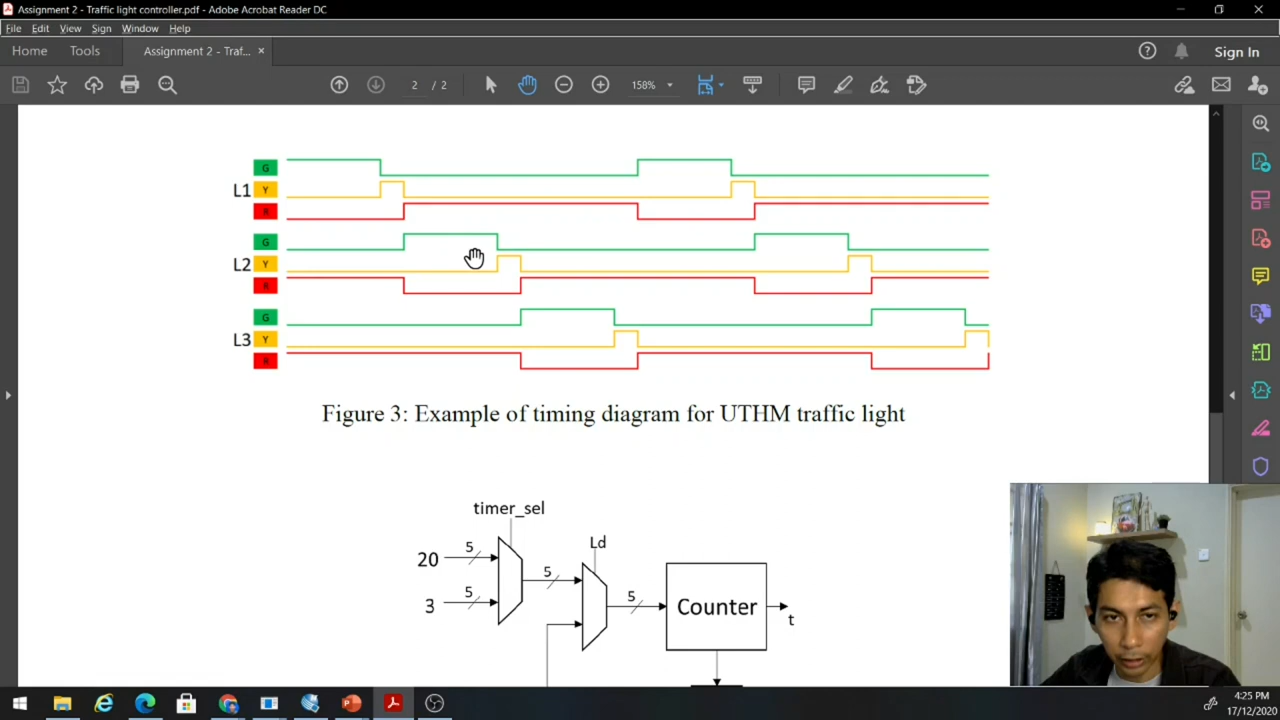 Assignment 2 - Traffic light controller.pdf - Adobe Acrobat Reader DC
File Edit View Sign Window Help
Home Tools Assignment 2 - Traf... × Sign In
2 / 2 158%
G
L1 Y
R
G
L2 Y
R
G
L3 Y
R
Figure 3: Example of timing diagram for UTHM traffic light
timer_sel
Ld
20 5
5
5
3 5
Counter
t
4:25 PM
17/12/2020